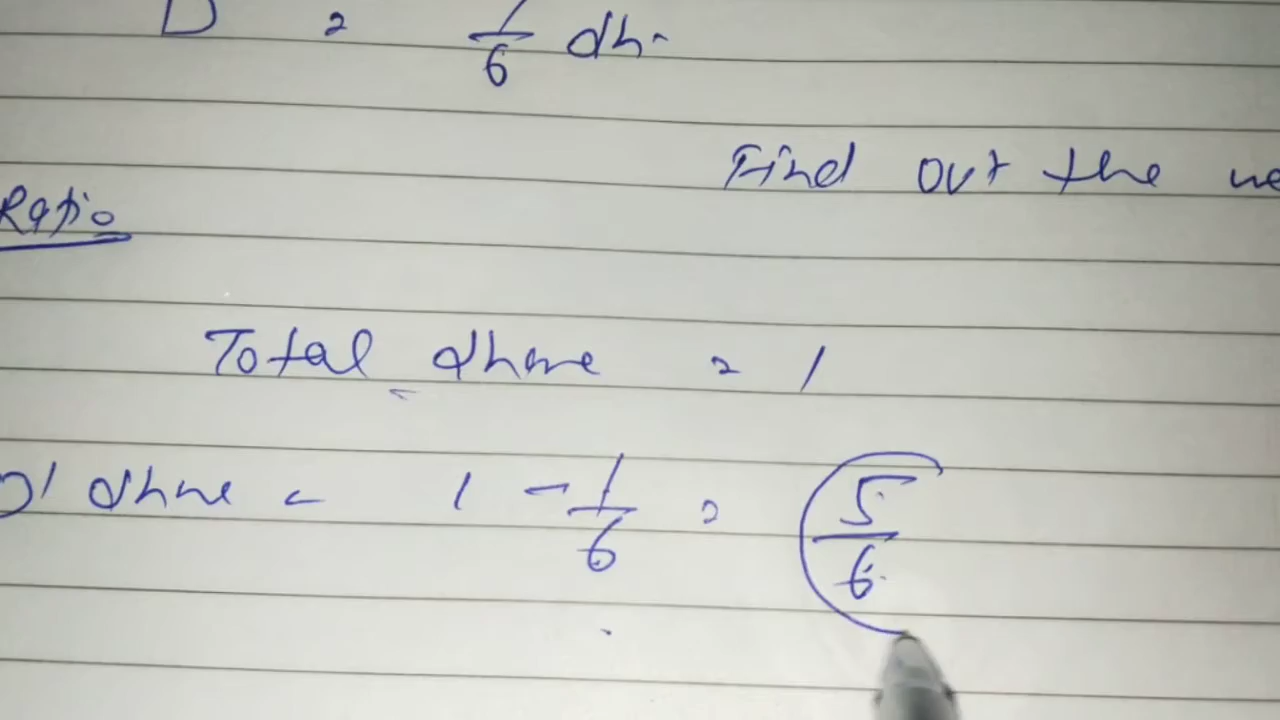 D = 1/6 sh.
Find out the ne
Ratio
Total share = 1
share = 1 - 1/6 = 5/6